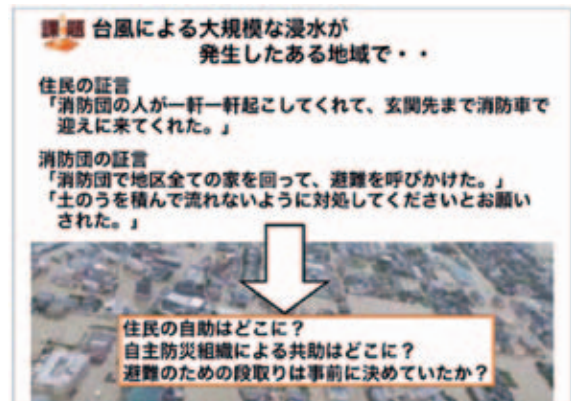 課題 台風による大規模な浸水が
発生したある地域で・・
住民の証言
「消防団の人が一軒一軒起こしてくれて、玄関先まで消防車で
迎えに来てくれた。」
消防団の証言
「消防団で地区全ての家を回って、避難を呼びかけた。」
「土のうを積んで流れないように対処してくださいとお願い
された。」
住民の自助はどこに？
自主防災組織による共助はどこに？
避難のための段取りは事前に決めていたか？